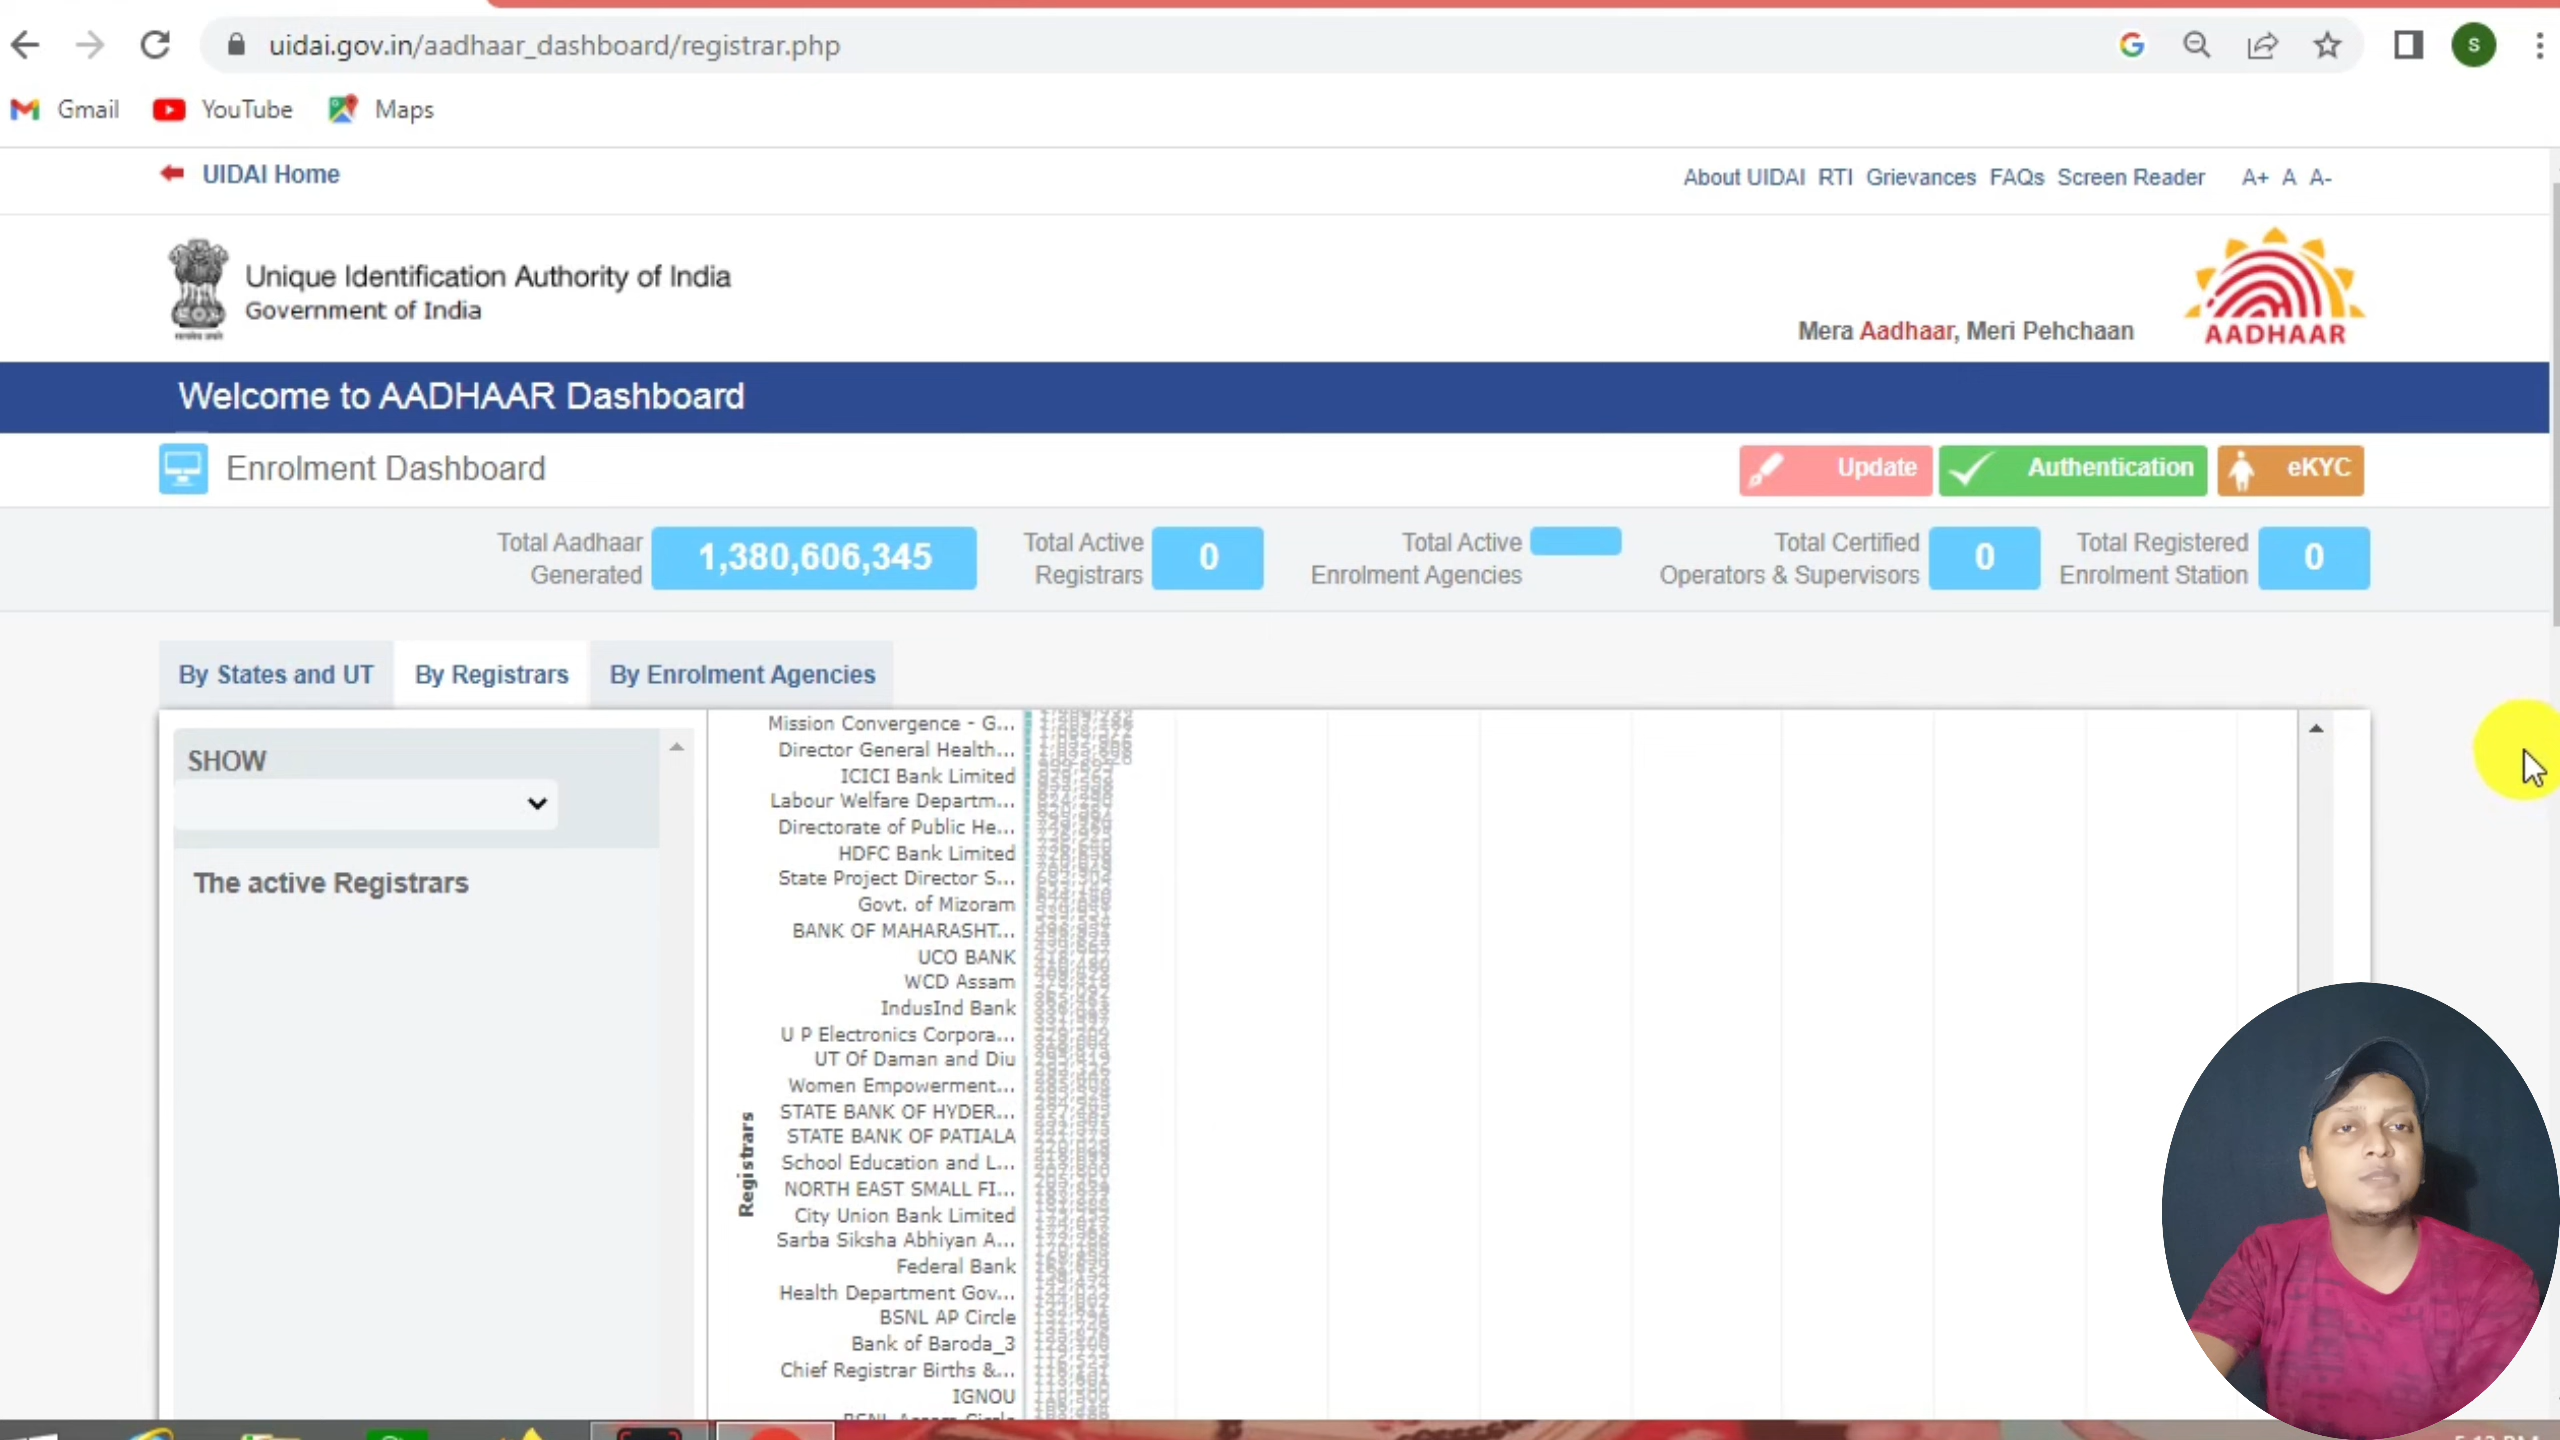 uidai.gov.in/aadhaar_dashboard/registrar.php
S
Gmail YouTube Maps
UIDAI Home
About UIDAI RTI Grievances FAQs Screen Reader A+ A A-
Unique Identification Authority of India
Government of India
Mera Aadhaar, Meri Pehchaan
AADHAAR
Welcome to AADHAAR Dashboard
Enrolment Dashboard
Update
Authentication
eKYC
Total Aadhaar
Generated
1,380,606,345
Total Active
Registrars
0
Total Active
Enrolment Agencies
Total Certified
Operators & Supervisors
0
Total Registered
Enrolment Station
0
By States and UT
By Registrars
By Enrolment Agencies
SHOW
The active Registrars
Registrars
Mission Convergence - G...
Director General Health...
ICICI Bank Limited
Labour Welfare Departm...
Directorate of Public He...
HDFC Bank Limited
State Project Director S...
Govt. of Mizoram
BANK OF MAHARASHT...
UCO BANK
WCD Assam
IndusInd Bank
U P Electronics Corpora...
UT Of Daman and Diu
Women Empowerment...
STATE BANK OF HYDER...
STATE BANK OF PATIALA
School Education and L...
NORTH EAST SMALL FI...
City Union Bank Limited
Sarba Siksha Abhiyan A...
Federal Bank
Health Department Gov...
BSNL AP Circle
Bank of Baroda_3
Chief Registrar Births &...
IGNOU